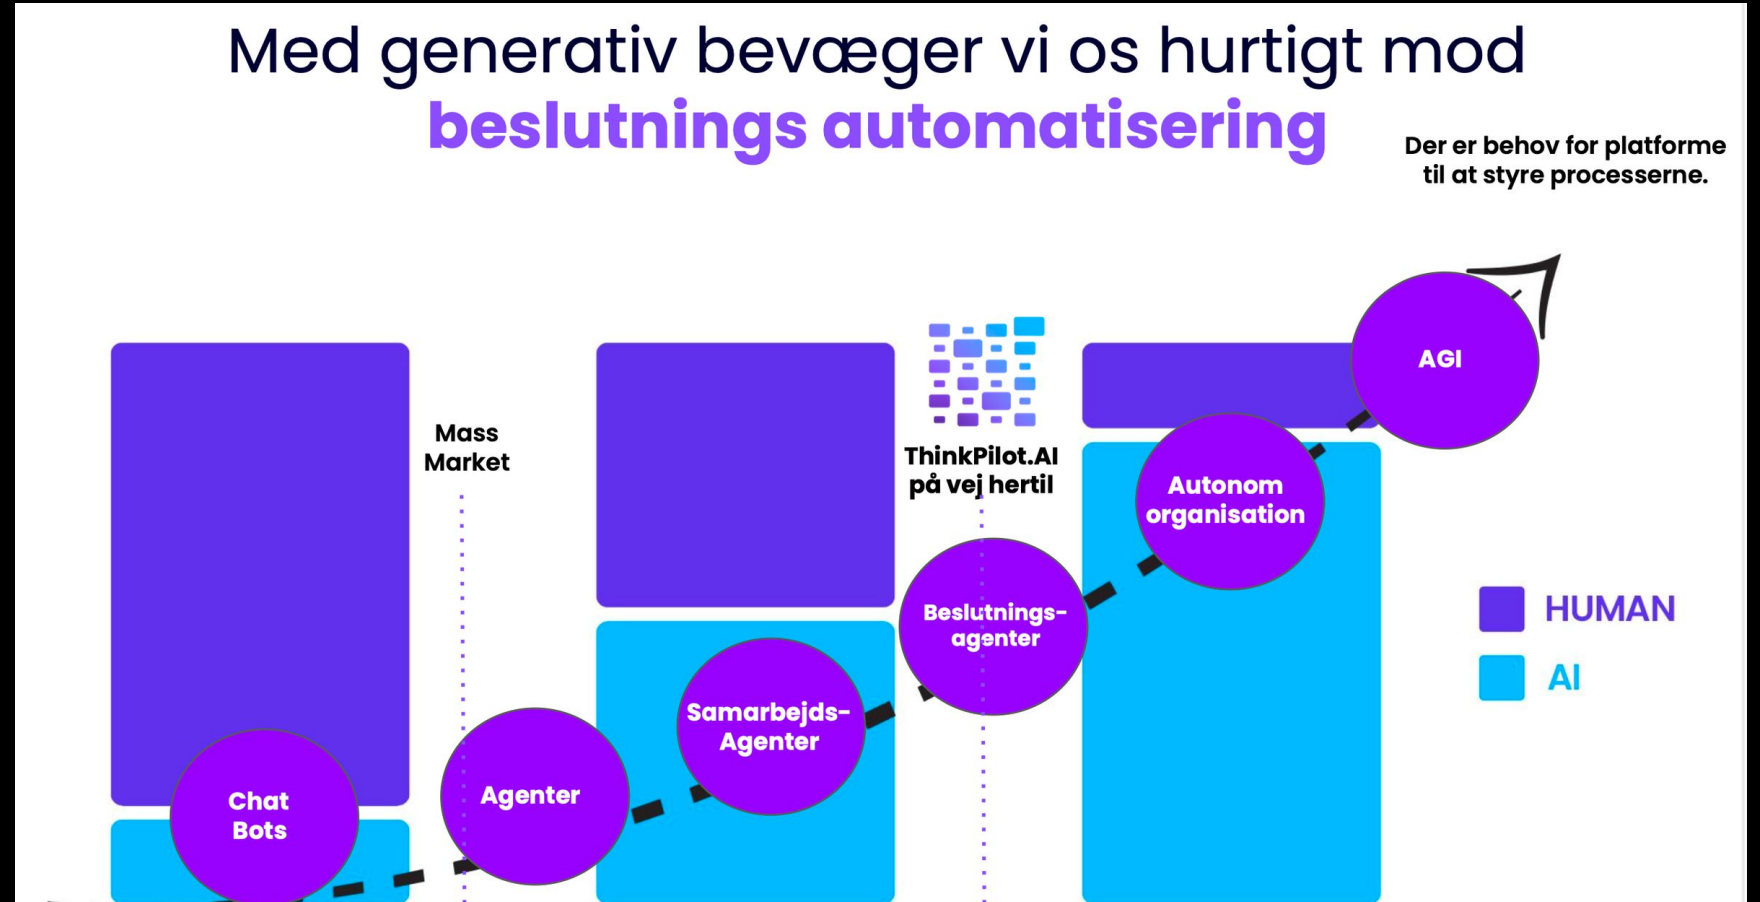 Med generativ bevæger vi os hurtigt mod
beslutnings automatisering
Der er behov for platforme
til at styre processerne.
AGI
Mass
Market
ThinkPilot.AI
på vej hertil
Autonom
organisation
Beslutnings-
agenter
HUMAN
AI
Samarbejds-
Agenter
Agenter
Chat
Bots